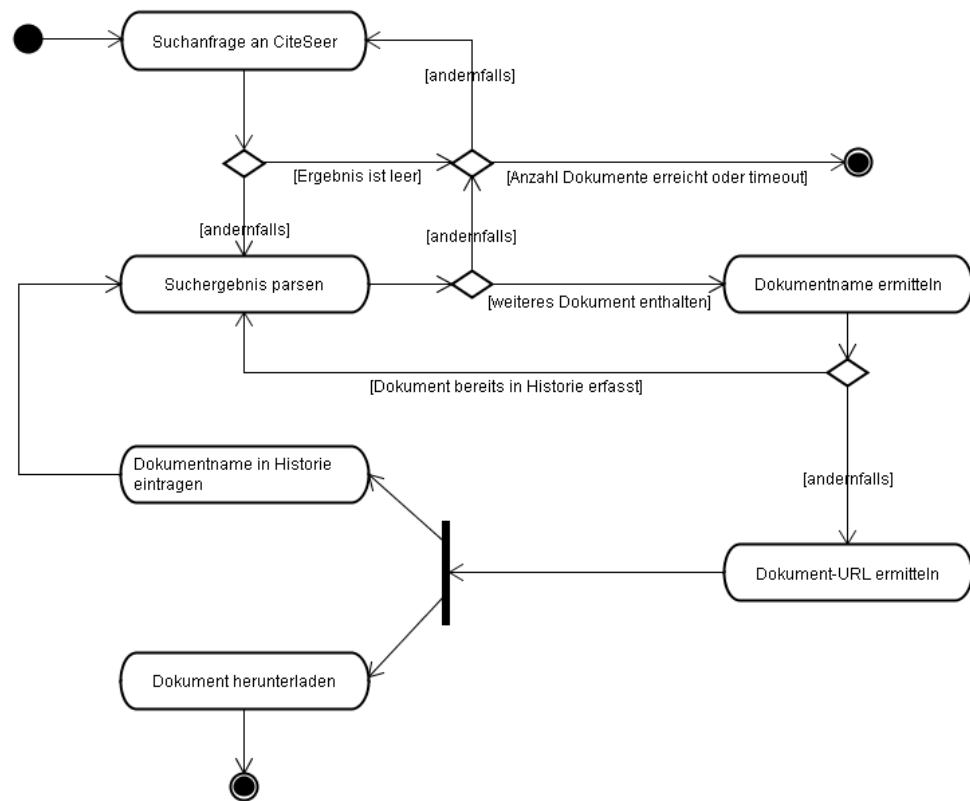 Suchanfrage an CiteSeer
[andernfalls]
[Ergebnis ist leer]
[Anzahl Dokumente erreicht oder timeout]
[andernfalls]
[andernfalls]
Suchergebnis parsen
[weiteres Dokument enthalten]
Dokumentname ermitteln
[Dokument bereits in Historie erfasst]
Dokumentname in Historie
eintragen
[andernfalls]
Dokument-URL ermitteln
Dokument herunterladen